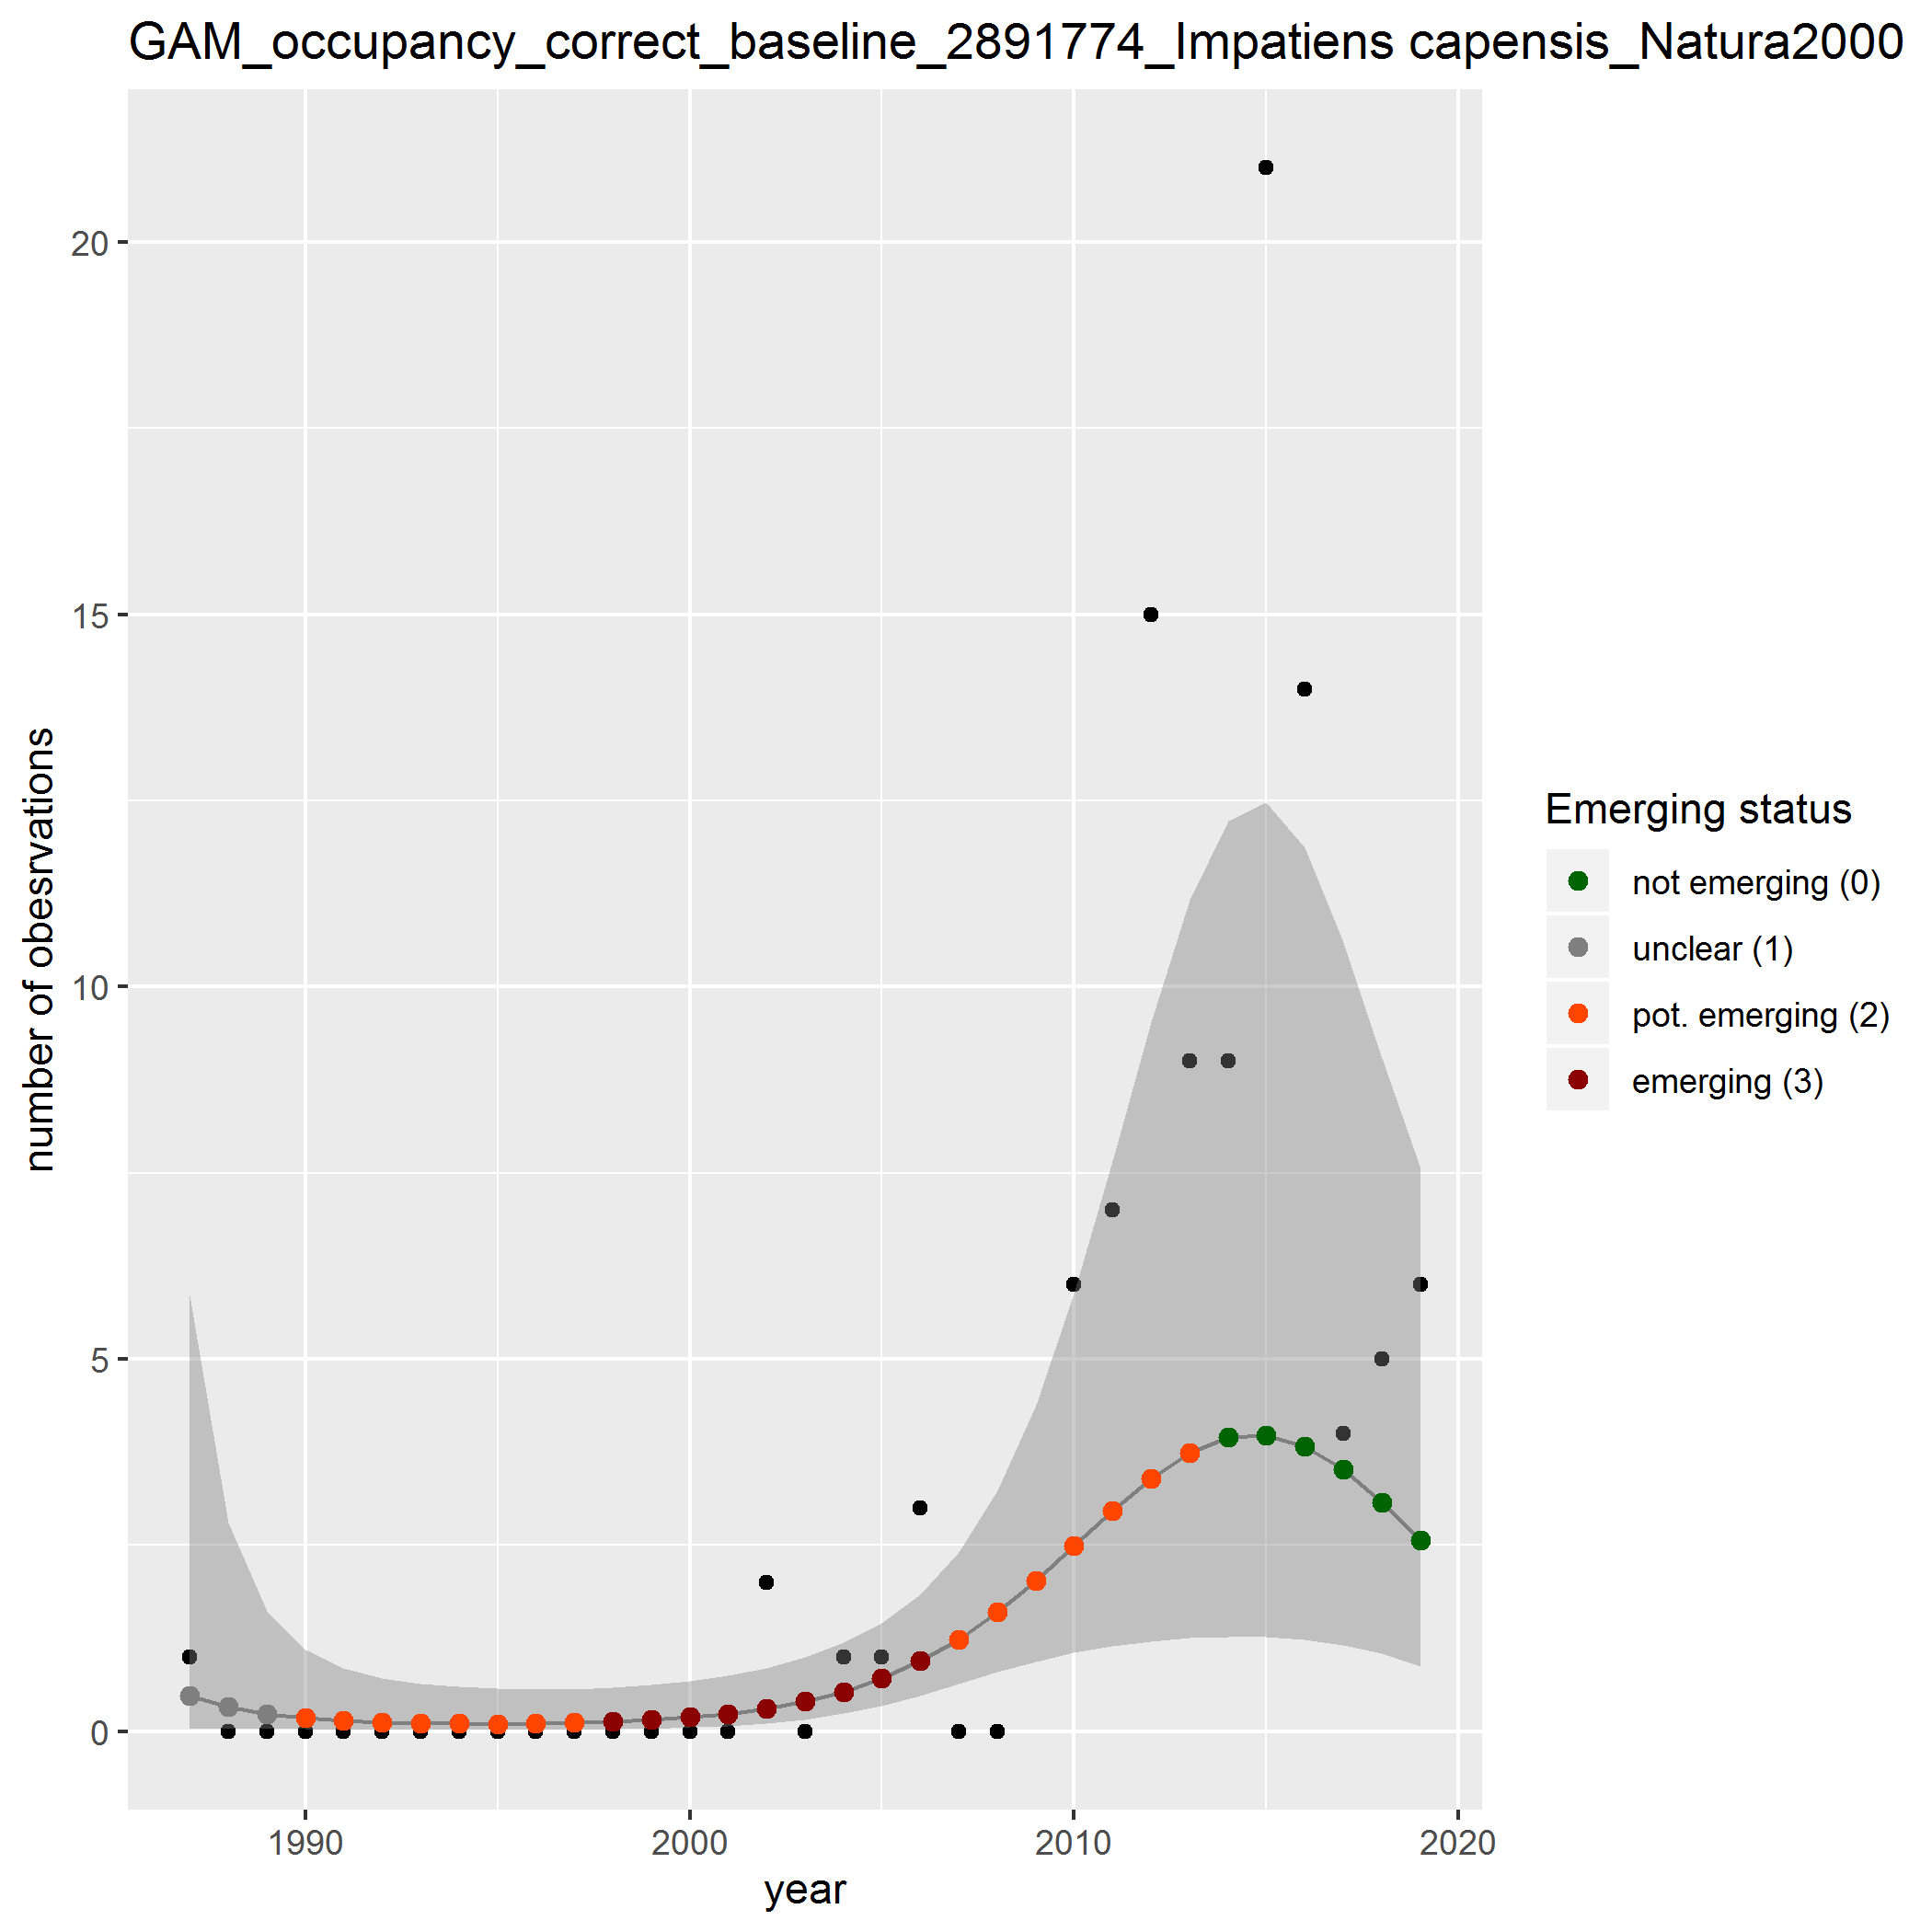 GAM_occupancy_correct_baseline_2891774_Impatiens capensis_Natura2000
20
15
10
5
0
number of obesrvations
1990
2000
2010
2020
year
Emerging status
not emerging (0)
unclear (1)
pot. emerging (2)
emerging (3)